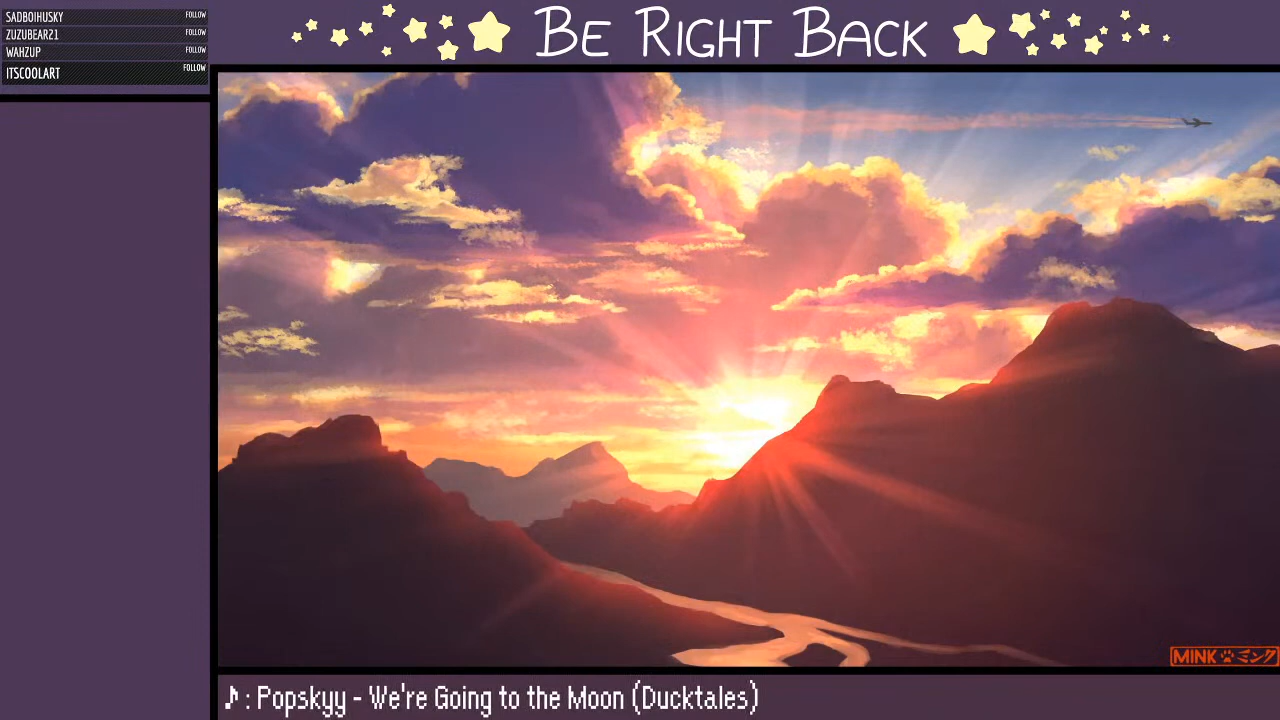 SADBOIHUSKY FOLLOW
ZUZUBEAR21 FOLLOW
WAHZUP FOLLOW
ITSCOOLART FOLLOW
BE RIGHT BACK
MINK ミンク
♪ : Popskyy - We're Going to the Moon (Ducktales)